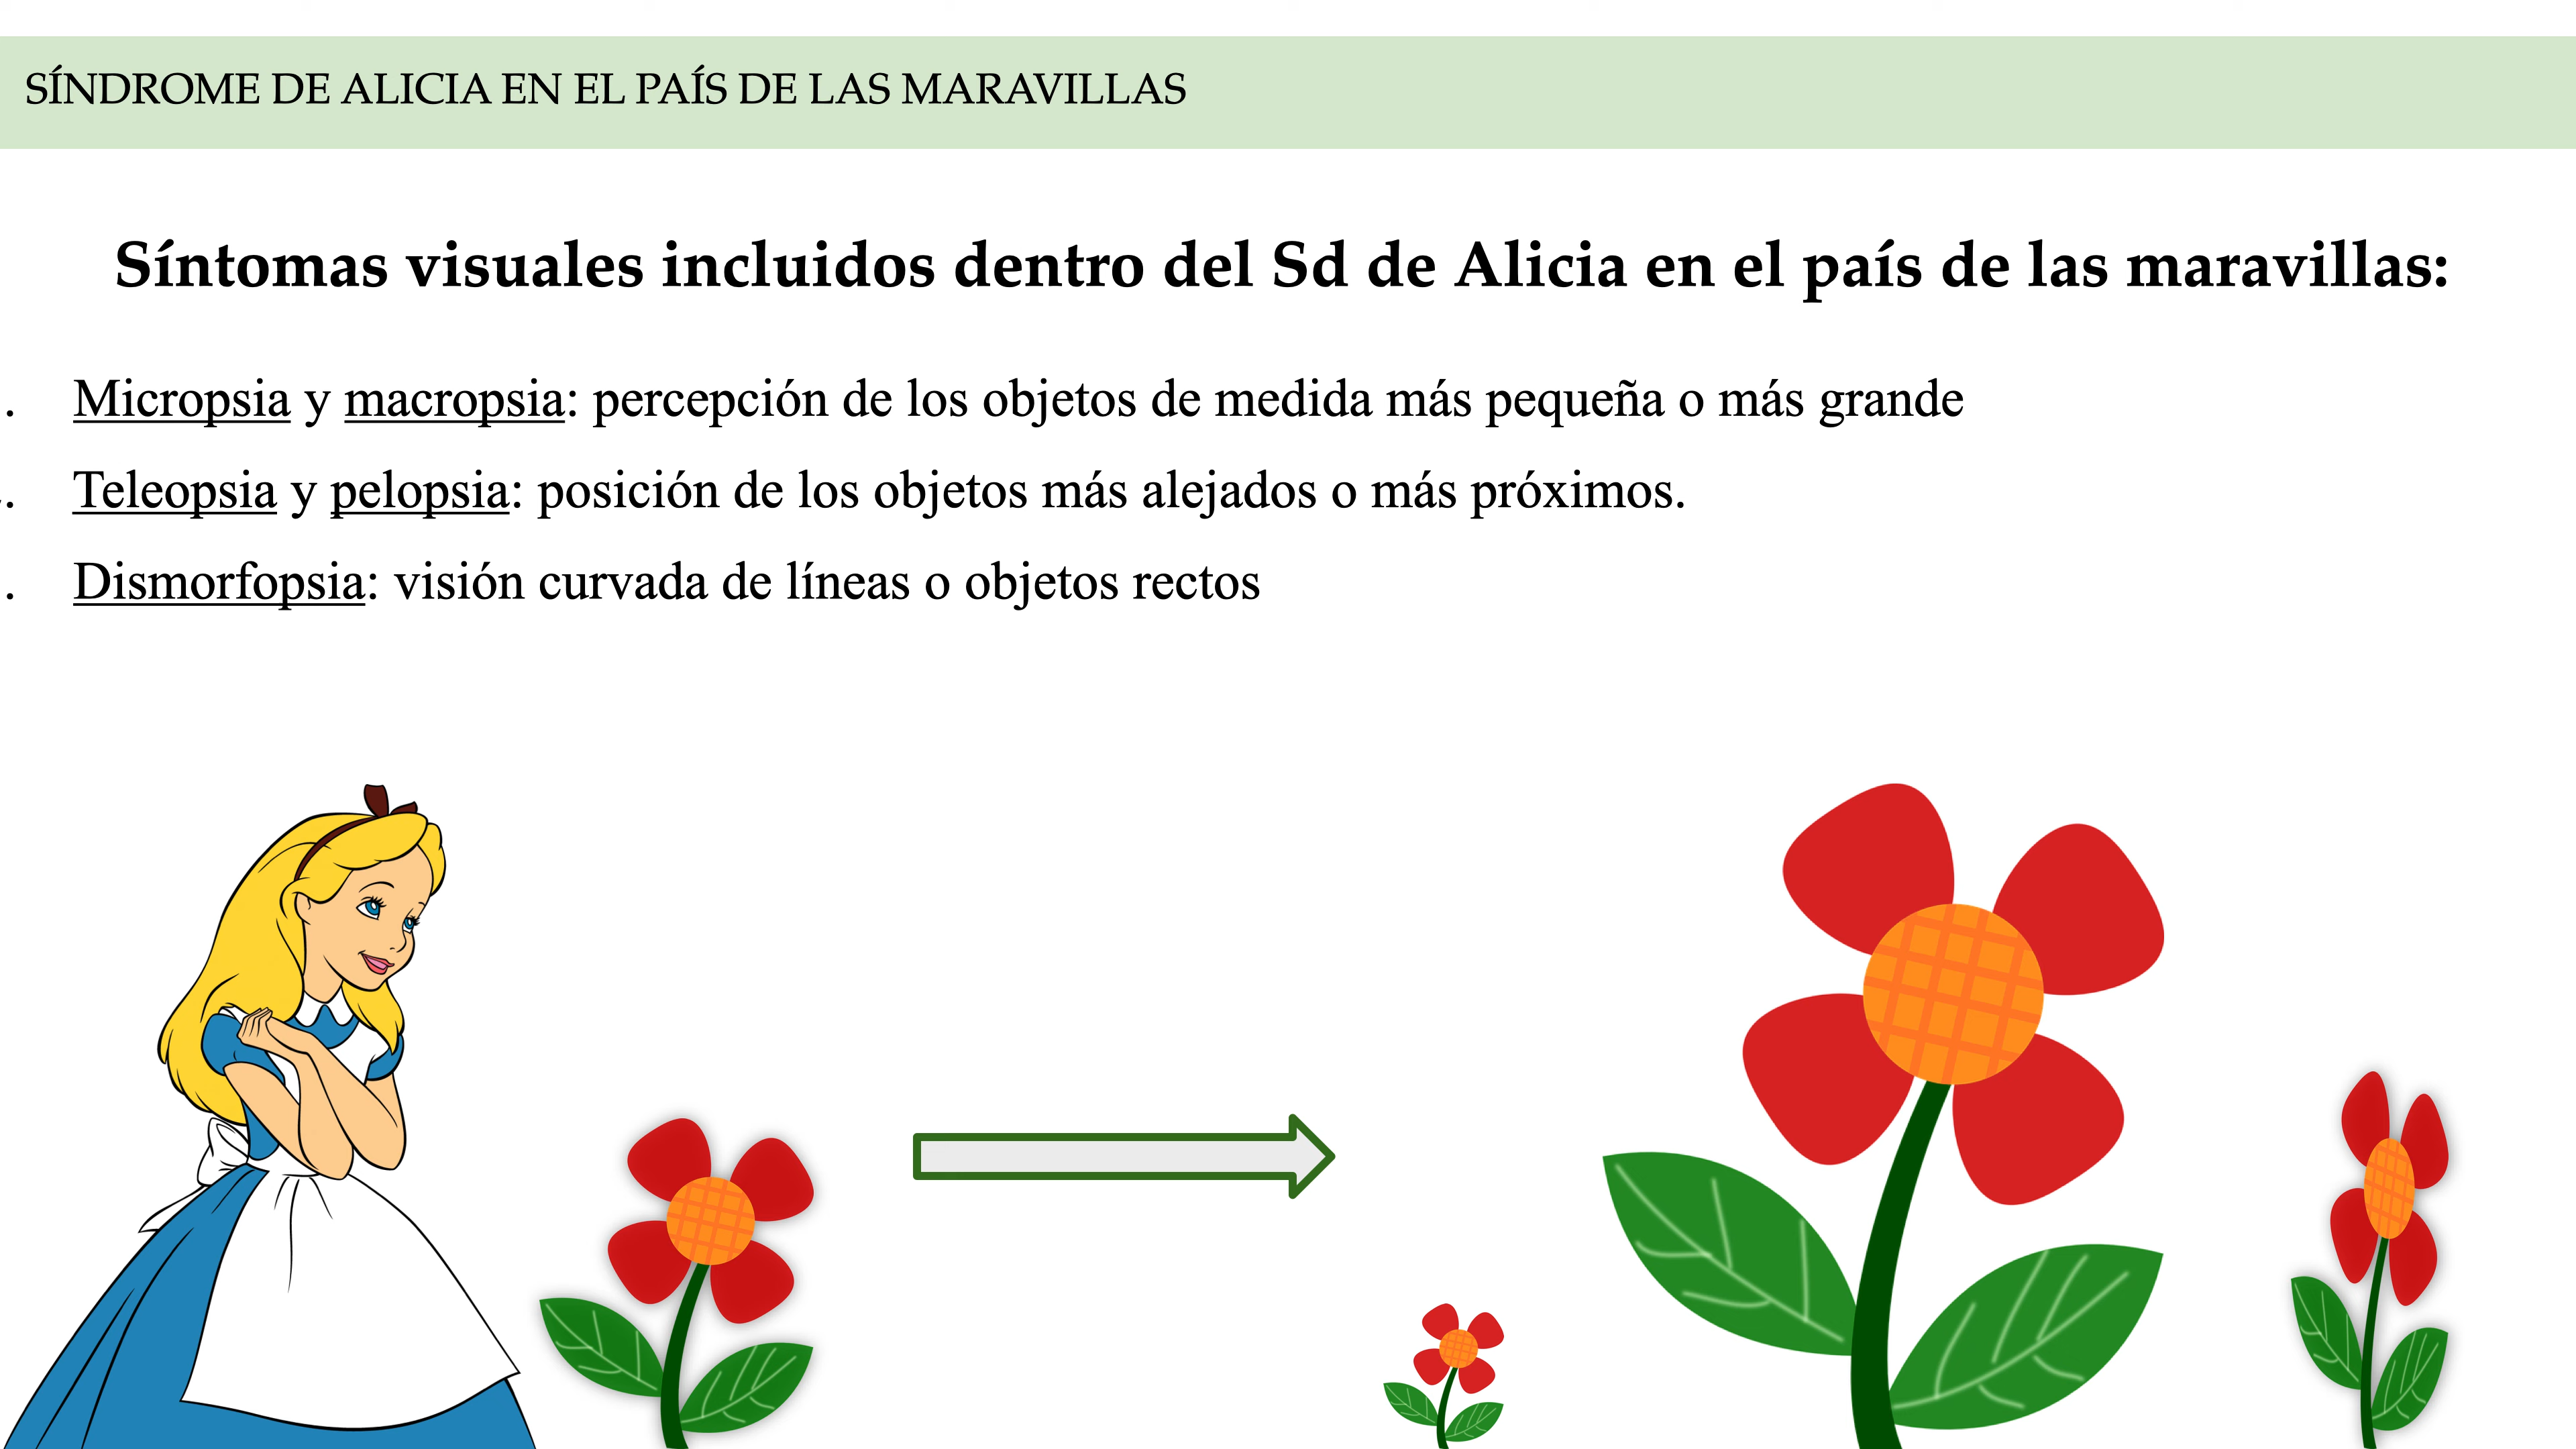 SÍNDROME DE ALICIA EN EL PAÍS DE LAS MARAVILLAS
Síntomas visuales incluidos dentro del Sd de Alicia en el país de las maravillas:
. Micropsia y macropsia: percepción de los objetos de medida más pequeña o más grande
. Teleopsia y pelopsia: posición de los objetos más alejados o más próximos.
. Dismorfopsia: visión curvada de líneas o objetos rectos